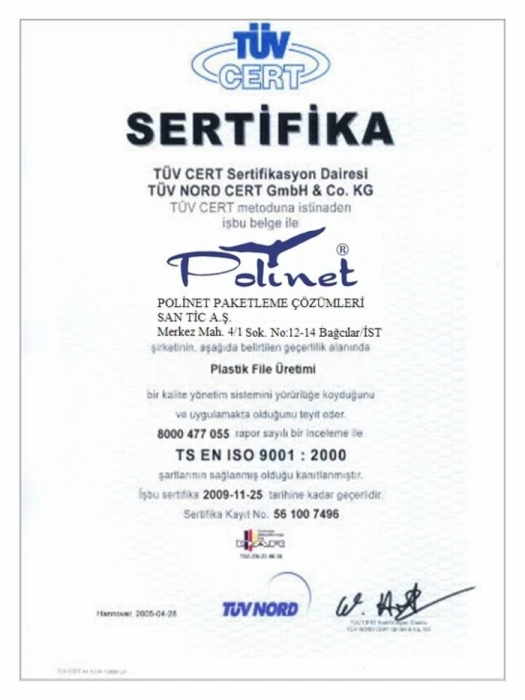 TÜV
CERT
SERTİFİKA
TÜV CERT Sertifikasyon Dairesi
TÜV NORD CERT GmbH & Co. KG
TÜV CERT metoduna istinaden
işbu belge ile
Polinet ®
POLİNET PAKETLEME ÇÖZÜMLERİ
SAN TİC A.Ş.
Merkez Mah. 4/1 Sok. No:12-14 Bağcılar/İST
şirketinin, aşağıda belirtilen geçerlilik alanında
Plastik File Üretimi
bir kalite yönetim sistemini yürürlüğe koyduğunu
ve uygulamakta olduğunu teyit eder.
8000 477 055 rapor sayılı bir inceleme ile
TS EN ISO 9001 : 2000
şartlarının sağlanmış olduğu kanıtlanmıştır.
İşbu sertifika 2009-11-25 tarihine kadar geçerlidir.
Sertifika Kayıt No. 56 100 7496
TÜV NORD